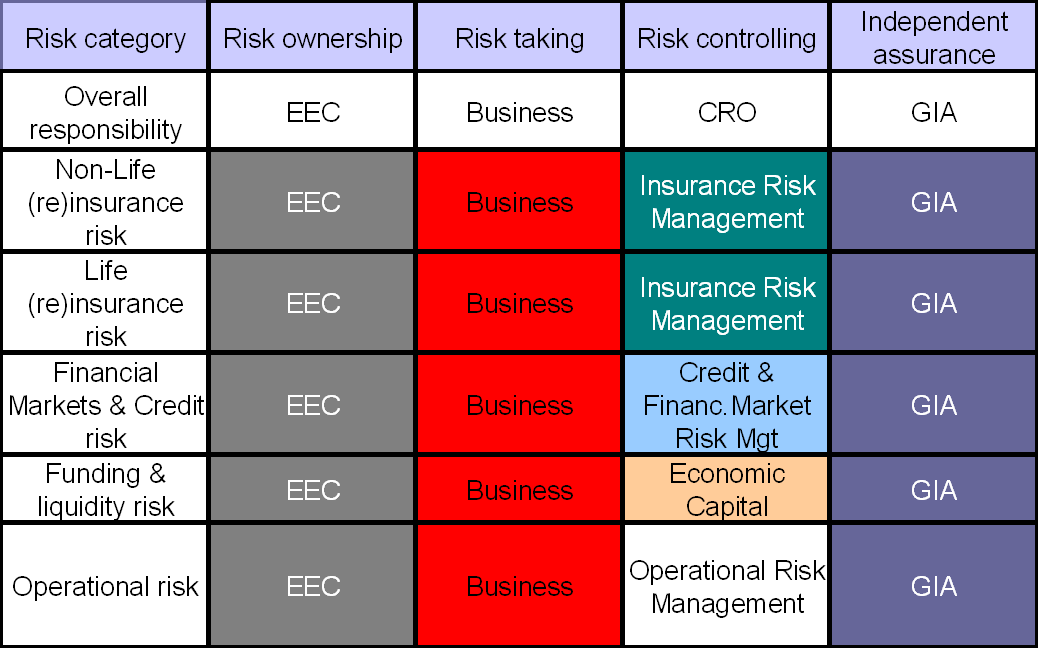 Risk category
Risk ownership
Risk taking
Risk controlling
Independent
assurance
Overall
responsibility
EEC
Business
CRO
GIA
Non-Life
(re)insurance
risk
EEC
Business
Insurance Risk
Management
GIA
Life
(re)insurance
risk
EEC
Business
Insurance Risk
Management
GIA
Financial
Markets & Credit
risk
EEC
Business
Credit &
Financ. Market
Risk Mgt
GIA
Funding &
liquidity risk
EEC
Business
Economic
Capital
GIA
Operational risk
EEC
Business
Operational Risk
Management
GIA